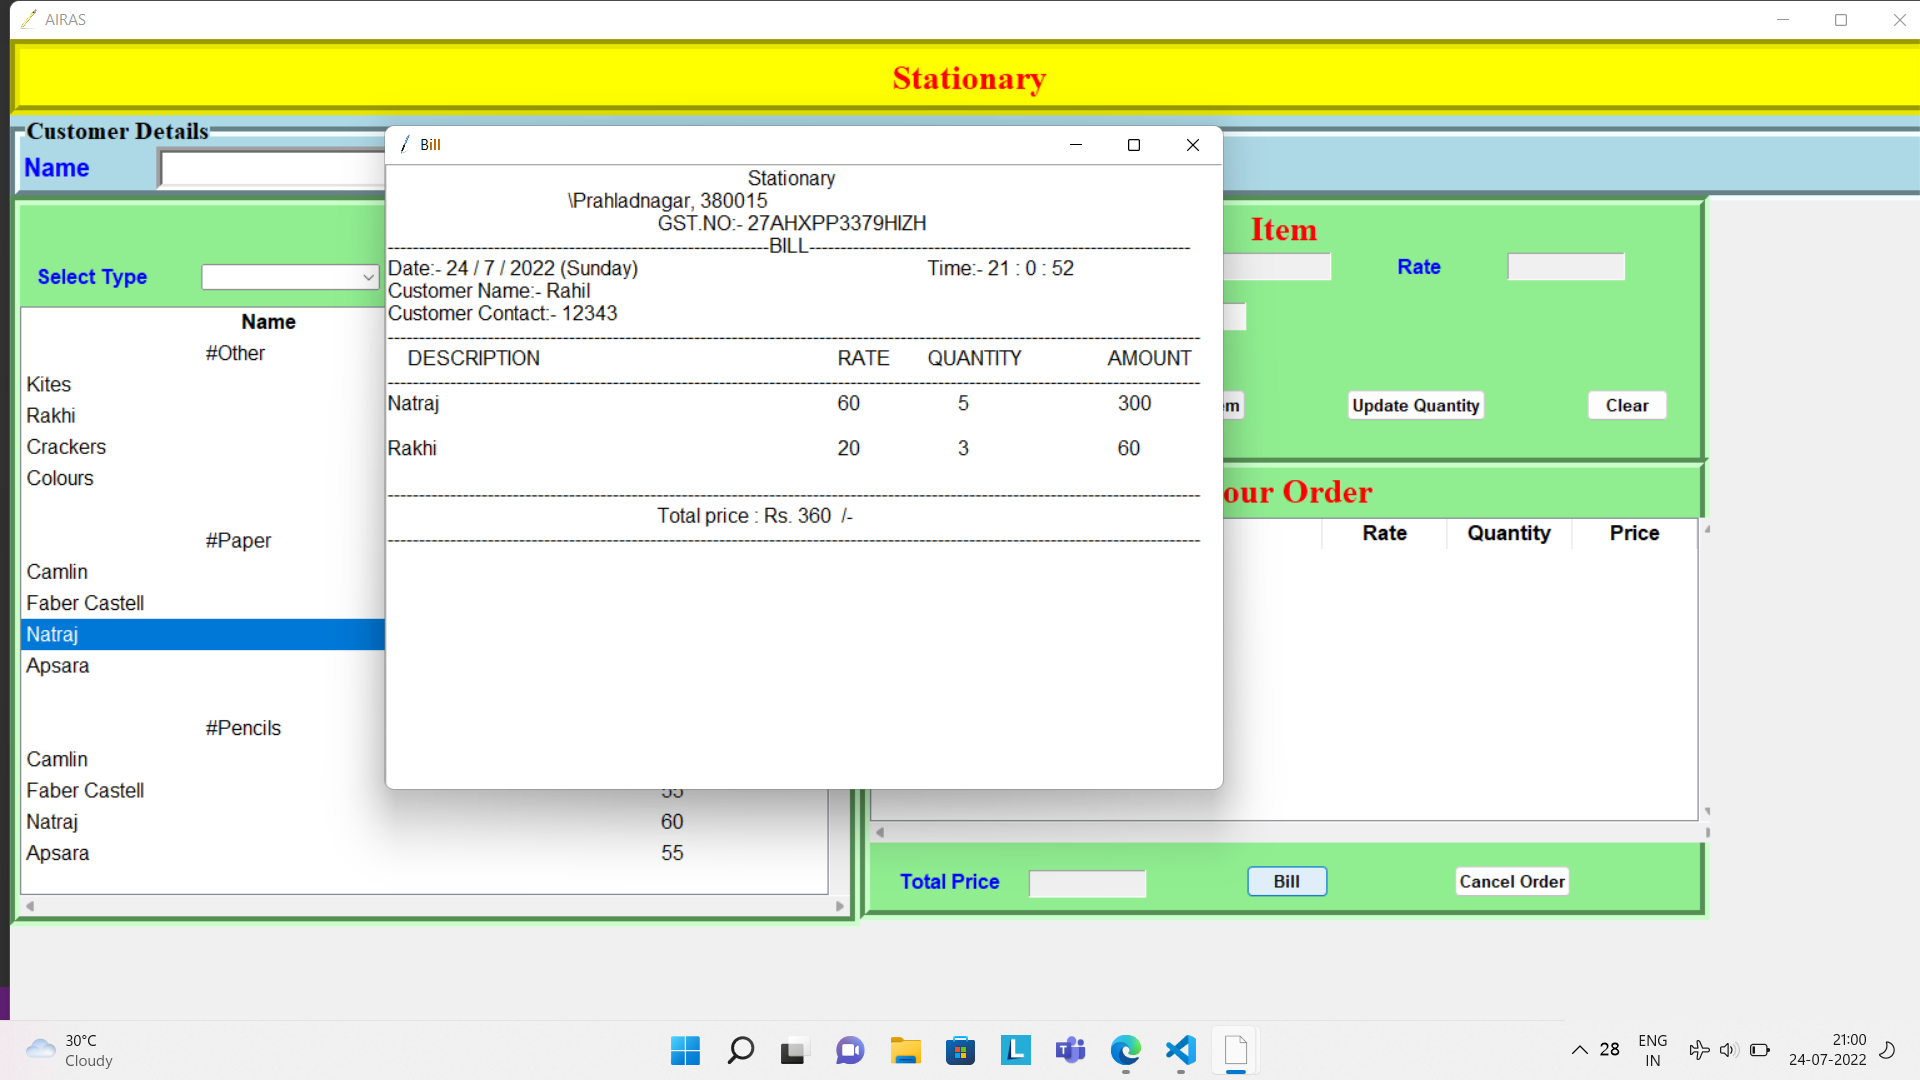 AIRAS
Stationary
Customer Details
Name
Bill
Stationary
\Prahladnagar, 380015
GST.NO:- 27AHXPP3379HIZH
------------------------------BILL------------------------------
Date:- 24 / 7 / 2022 (Sunday) Time:- 21 : 0 : 52
Customer Name:- Rahil
Customer Contact:- 12343
DESCRIPTION RATE QUANTITY AMOUNT
Natraj 60 5 300
Rakhi 20 3 60
Total price : Rs. 360 /-
Select Type
Name
#Other
Kites
Rakhi
Crackers
Colours
#Paper
Camlin
Faber Castell
Natraj
Apsara
#Pencils
Camlin
Faber Castell 55
Natraj 60
Apsara 55
Item
Rate
Update Quantity
Clear
our Order
Rate Quantity Price
Total Price
Bill
Cancel Order
30°C
Cloudy
28
ENG
IN
21:00
24-07-2022